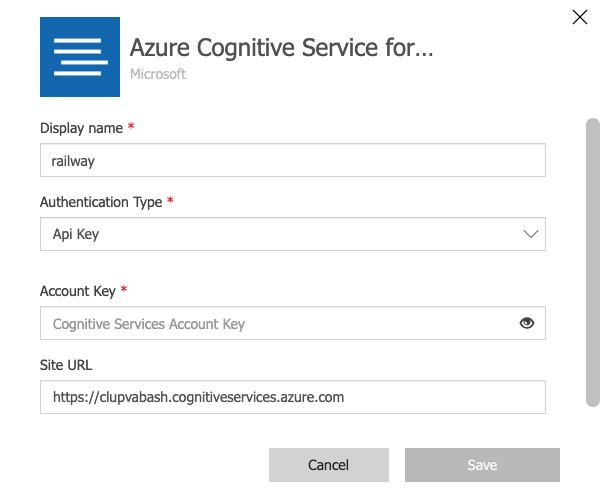 Azure Cognitive Service for...
Microsoft
Display name *
railway
Authentication Type *
Api Key
Account Key *
Cognitive Services Account Key
Site URL
https://clupvabash.cognitiveservices.azure.com
Cancel
Save